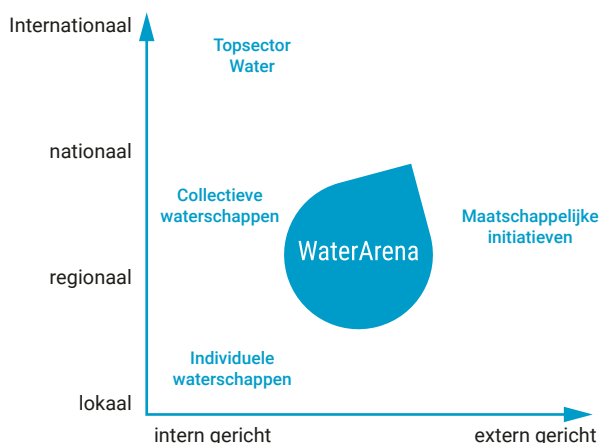 Internationaal
Topsector
Water
nationaal
Collectieve
waterschappen
Maatschappelijke
initiatieven
WaterArena
regionaal
Individuele
waterschappen
lokaal
intern gericht
extern gericht